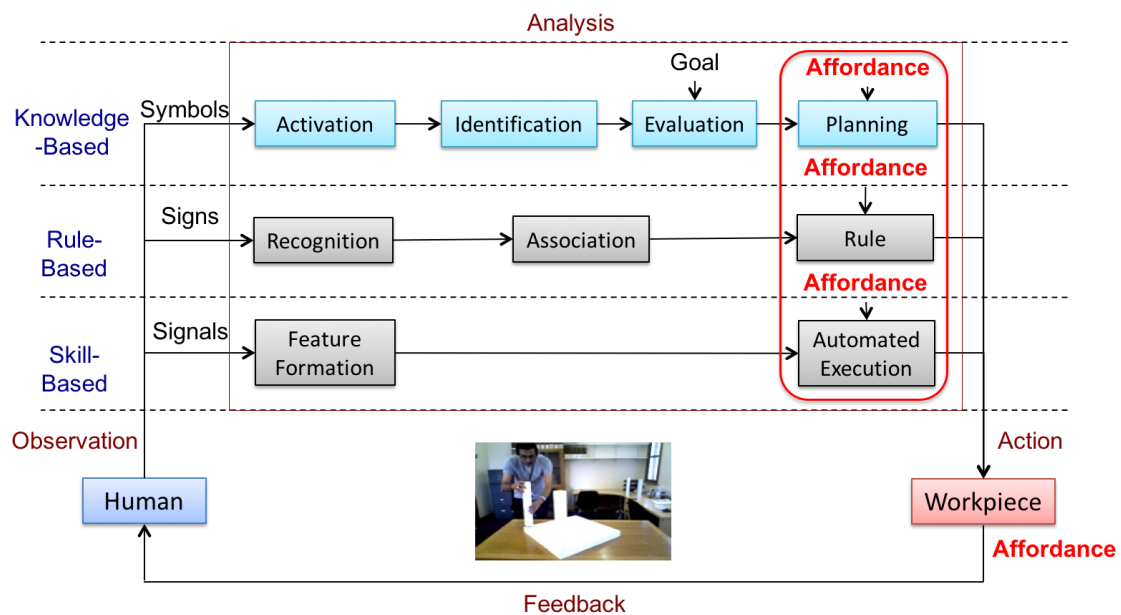 Analysis
Goal
Affordance
Knowledge
-Based
Symbols
Activation
Identification
Evaluation
Planning
Affordance
Rule-
Based
Signs
Recognition
Association
Rule
Affordance
Skill-
Based
Signals
Feature
Formation
Automated
Execution
Observation
Action
Human
Workpiece
Affordance
Feedback